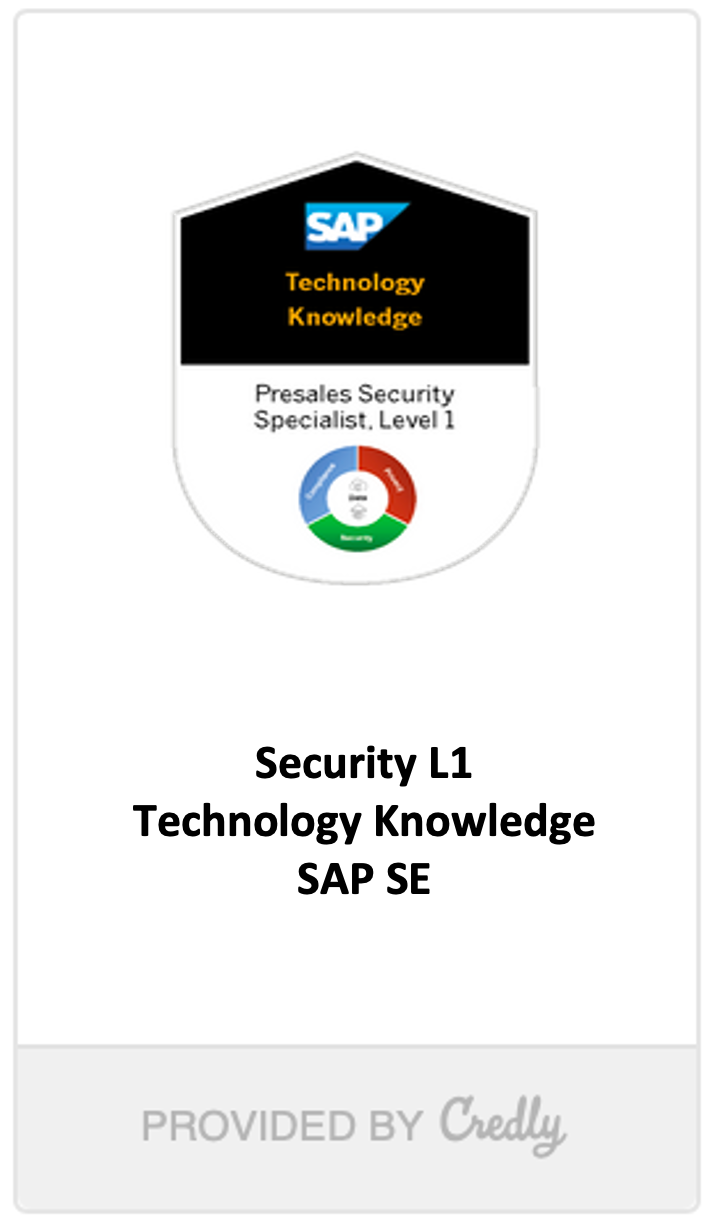 SAP
Technology
Knowledge
Presales Security
Specialist, Level 1
Compliance
Privacy
Data
Security
Security L1
Technology Knowledge
SAP SE
PROVIDED BY Credly